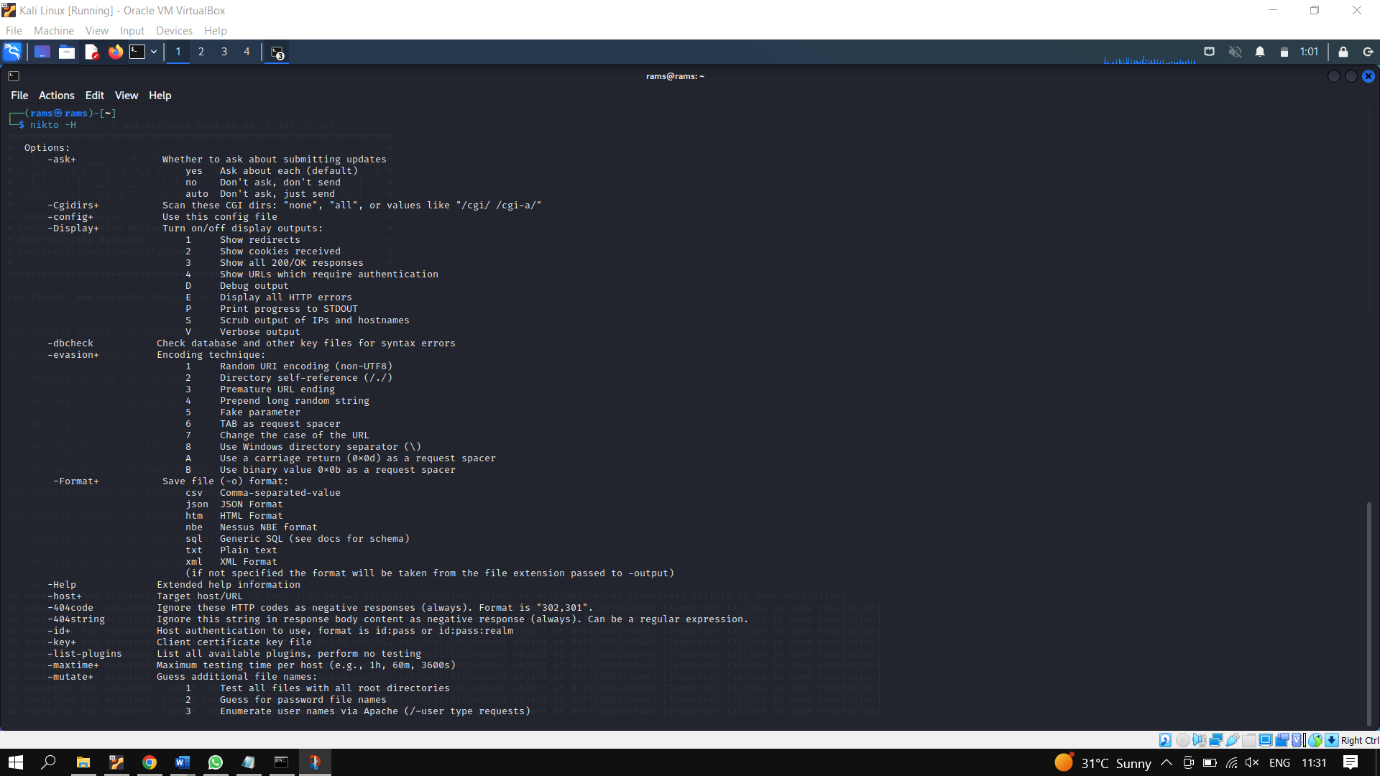 Kali Linux [Running] - Oracle VM VirtualBox
File Machine View Input Devices Help
1 2 3 4 3 1:01
rams@rams: ~
File Actions Edit View Help
┌──(rams㉿rams)-[~]
└─$ nikto -H
Options:
-ask+ Whether to ask about submitting updates
yes Ask about each (default)
no Don't ask, don't send
auto Don't ask, just send
-Cgidirs+ Scan these CGI dirs: "none", "all", or values like "/cgi/ /cgi-a/"
-config+ Use this config file
-Display+ Turn on/off display outputs:
1 Show redirects
2 Show cookies received
3 Show all 200/OK responses
4 Show URLs which require authentication
D Debug output
E Display all HTTP errors
P Print progress to STDOUT
S Scrub output of IPs and hostnames
V Verbose output
-dbcheck Check database and other key files for syntax errors
-evasion+ Encoding technique:
1 Random URI encoding (non-UTF8)
2 Directory self-reference (/./)
3 Premature URL ending
4 Prepend long random string
5 Fake parameter
6 TAB as request spacer
7 Change the case of the URL
8 Use Windows directory separator (\)
A Use a carriage return (0x0d) as a request spacer
B Use binary value 0x0b as a request spacer
-Format+ Save file (-o) format:
csv Comma-separated-value
json JSON Format
htm HTML Format
nbe Nessus NBE format
sql Generic SQL (see docs for schema)
txt Plain text
xml XML Format
(if not specified the format will be taken from the file extension passed to -output)
-Help Extended help information
-host+ Target host/URL
-404code Ignore these HTTP codes as negative responses (always). Format is "302,301".
-404string Ignore this string in response body content as negative response (always). Can be a regular expression.
-id+ Host authentication to use, format is id:pass or id:pass:realm
-key+ Client certificate key file
-list-plugins List all available plugins, perform no testing
-maxtime+ Maximum testing time per host (e.g., 1h, 60m, 3600s)
-mutate+ Guess additional file names:
1 Test all files with all root directories
2 Guess for password file names
3 Enumerate user names via Apache (/~user type requests)
Right Ctrl
31°C Sunny ENG 11:31